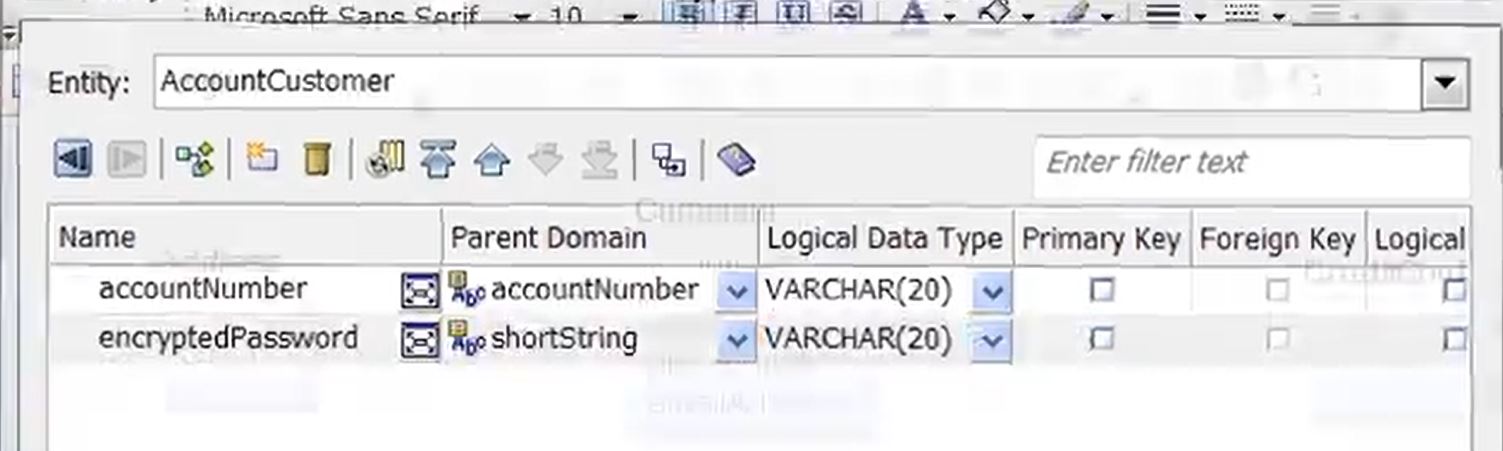 Microsoft Sans Serif 10
Entity: AccountCustomer
Enter filter text
Name Parent Domain Logical Data Type Primary Key Foreign Key Logical
accountNumber accountNumber VARCHAR(20)
encryptedPassword shortString VARCHAR(20)